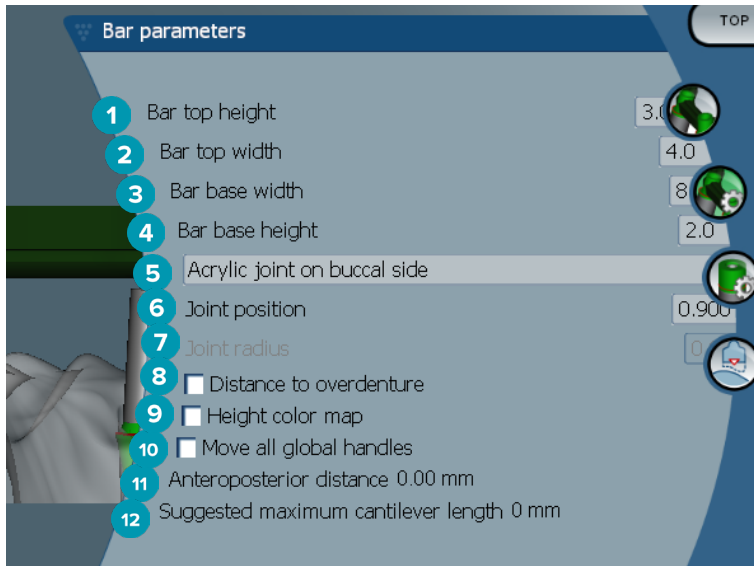 Bar parameters
TOP
1 Bar top height 3.0
2 Bar top width 4.0
3 Bar base width 8
4 Bar base height 2.0
5 Acrylic joint on buccal side
6 Joint position 0.900
7 Joint radius 0
8 Distance to overdenture
9 Height color map
10 Move all global handles
11 Anteroposterior distance 0.00 mm
12 Suggested maximum cantilever length 0 mm